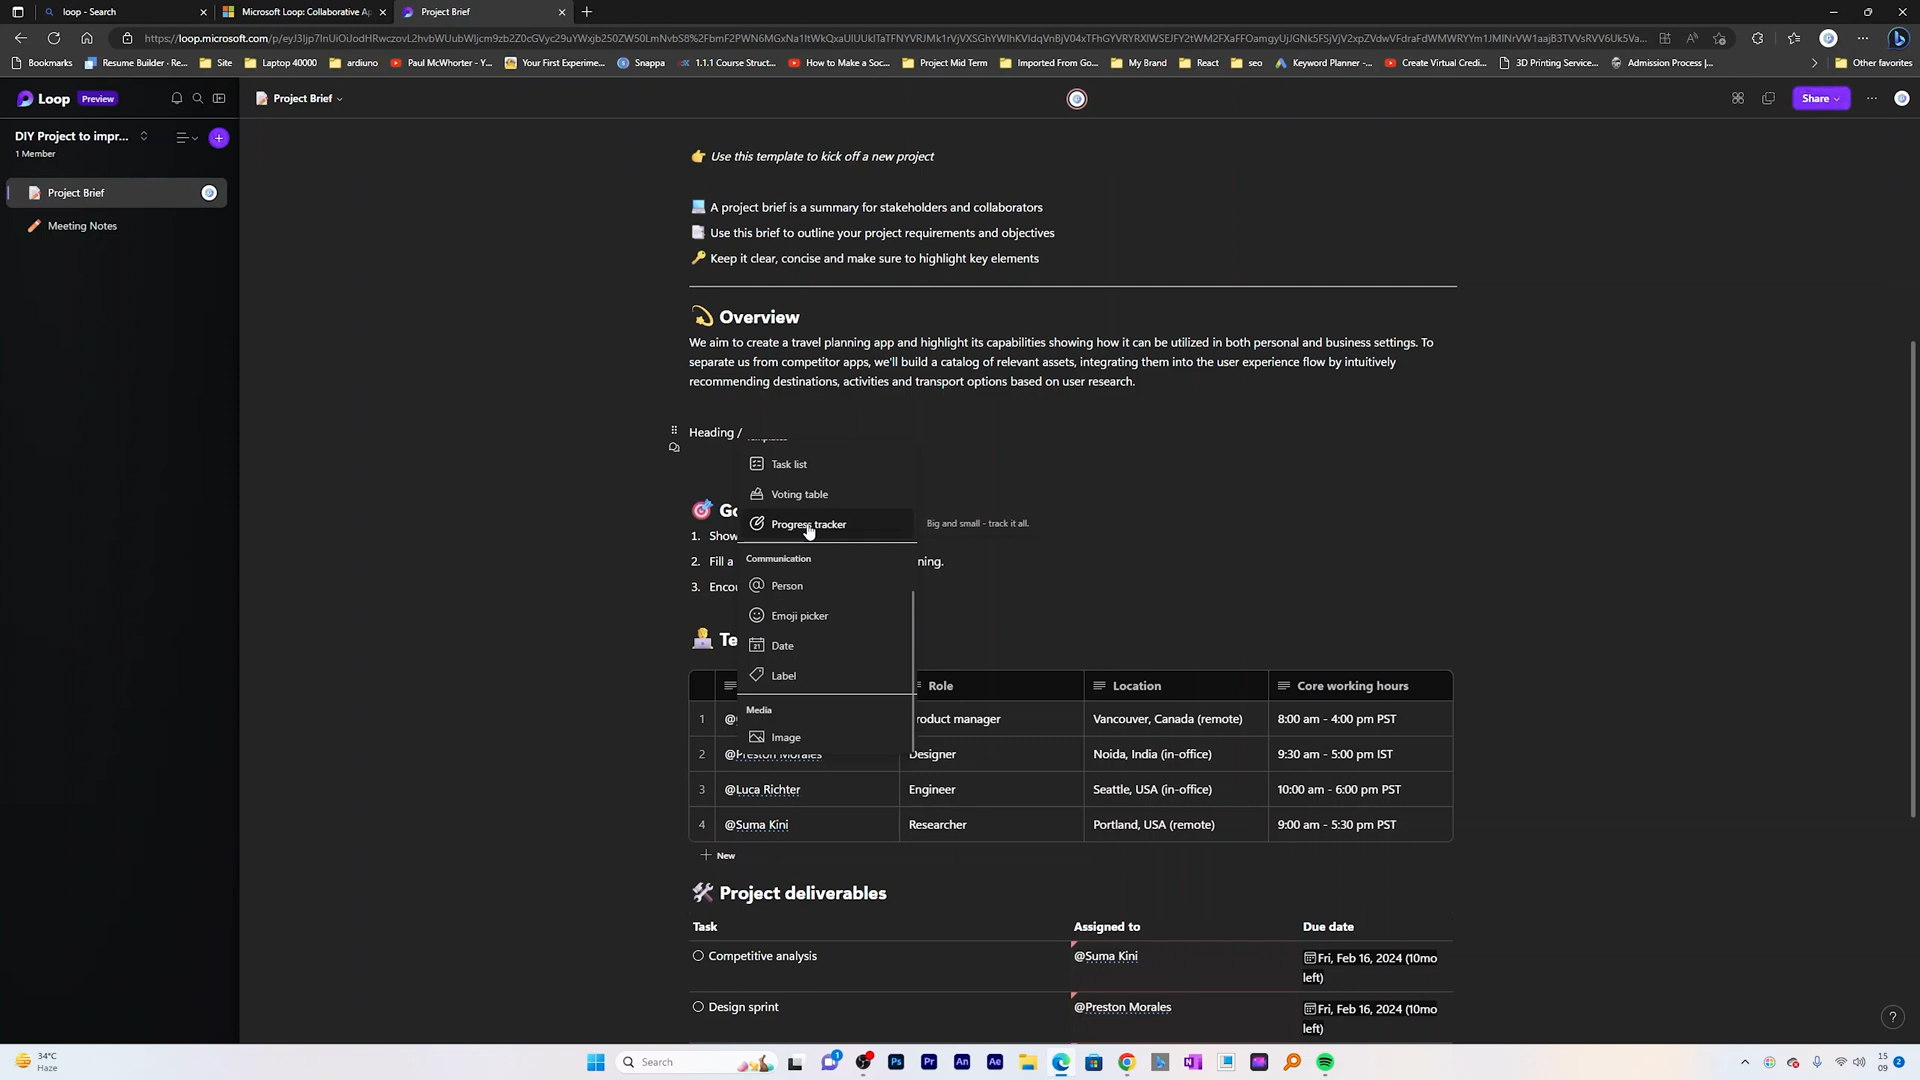 loop - Search
Microsoft Loop: Collaborative Ap
Project Brief
Bookmarks
Resume Builder · Re...
Site
Laptop 40000
ardiuno
Paul McWhorter - Y...
Your First Experime...
Snappa
1.1.1 Course Struct...
How to Make a Soc...
Project Mid Term
Imported From Go...
My Brand
React
seo
Keyword Planner -...
Create Virtual Credi...
3D Printing Service...
Admission Process |...
Other favorites
Loop
Preview
Project Brief
Share
DIY Project to impr...
1 Member
Project Brief
Meeting Notes
Use this template to kick off a new project
A project brief is a summary for stakeholders and collaborators
Use this brief to outline your project requirements and objectives
Keep it clear, concise and make sure to highlight key elements
Overview
We aim to create a travel planning app and highlight its capabilities showing how it can be utilized in both personal and business settings. To
separate us from competitor apps, we'll build a catalog of relevant assets, integrating them into the user experience flow by intuitively
recommending destinations, activities and transport options based on user research.
Heading /
Task list
Voting table
Progress tracker
Big and small - track it all.
Communication
Person
Emoji picker
Date
Label
Media
Image
1. Show
2. Fill a
ning.
3.
Role
Location
Core working hours
1
Vancouver, Canada (remote)
8:00 am - 4:00 pm PST
2 @Preston Morales
Designer
Noida, India (in-office)
9:30 am - 5:00 pm IST
3 @Luca Richter
Engineer
Seattle, USA (in-office)
10:00 am - 6:00 pm PST
4 @Suma Kini
Researcher
Portland, USA (remote)
9:00 am - 5:30 pm PST
New
Project deliverables
Task
Assigned to
Due date
Competitive analysis
@Suma Kini
Fri, Feb 16, 2024 (10mo
left)
Design sprint
@Preston Morales
Fri, Feb 16, 2024 (10mo
left)
34°C
Haze
Search
15
09